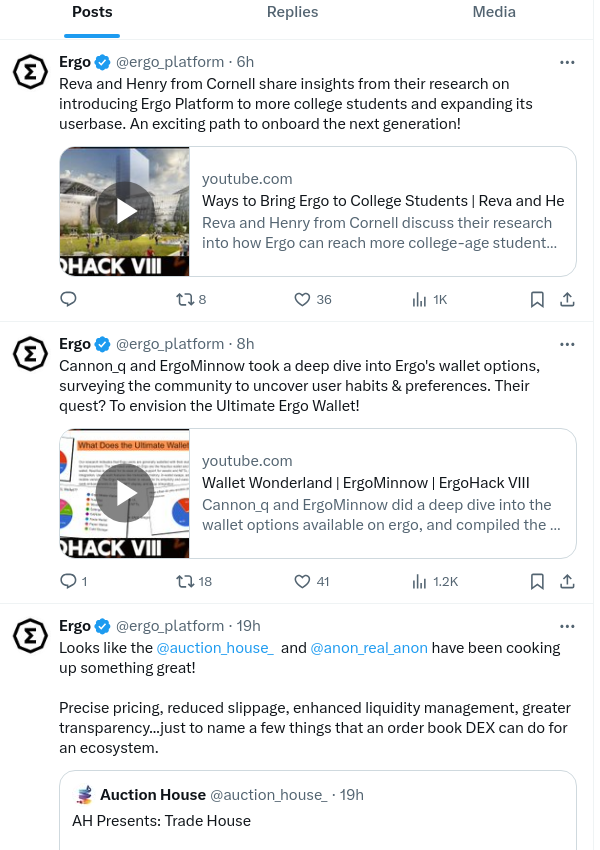 Posts
Replies
Media
Ergo @ergo_platform · 6h
Reva and Henry from Cornell share insights from their research on
introducing Ergo Platform to more college students and expanding its
userbase. An exciting path to onboard the next generation!
youtube.com
Ways to Bring Ergo to College Students | Reva and He
Reva and Henry from Cornell discuss their research
into how Ergo can reach more college-age student...
OHACK VIII
8
36
1K
Ergo @ergo_platform · 8h
Cannon_q and ErgoMinnow took a deep dive into Ergo's wallet options,
surveying the community to uncover user habits & preferences. Their
quest? To envision the Ultimate Ergo Wallet!
What Does the Ultimate Wallet
youtube.com
Wallet Wonderland | ErgoMinnow | ErgoHack VIII
Cannon_q and ErgoMinnow did a deep dive into the
wallet options available on ergo, and compiled the ...
OHACK VIII
1
18
41
1.2K
Ergo @ergo_platform · 19h
Looks like the @auction_house_ and @anon_real_anon have been cooking
up something great!
Precise pricing, reduced slippage, enhanced liquidity management, greater
transparency...just to name a few things that an order book DEX can do for
an ecosystem.
Auction House @auction_house_ · 19h
AH Presents: Trade House